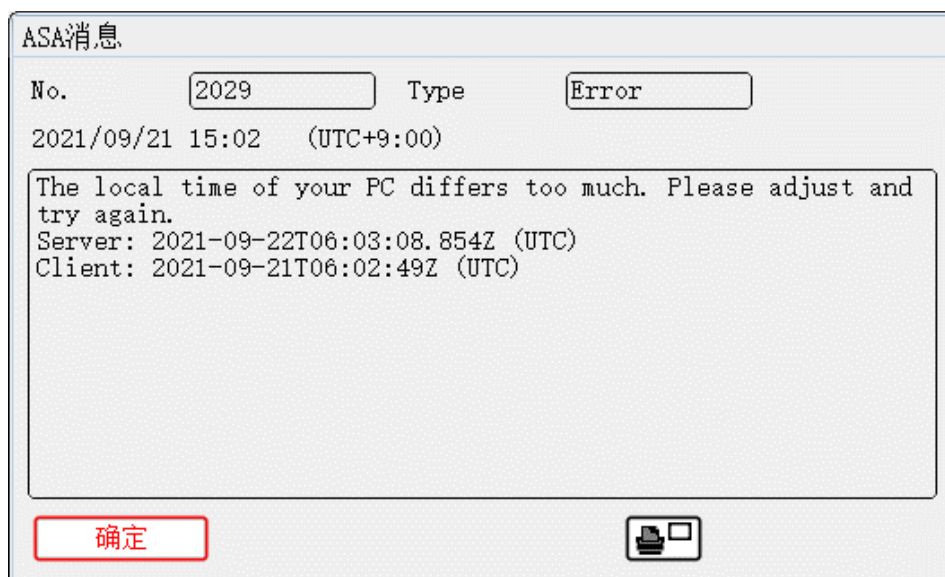 ASA消息
No. 2029 Type Error
2021/09/21 15:02 (UTC+9:00)
The local time of your PC differs too much. Please adjust and
try again.
Server: 2021-09-22T06:03:08.854Z (UTC)
Client: 2021-09-21T06:02:49Z (UTC)
确定